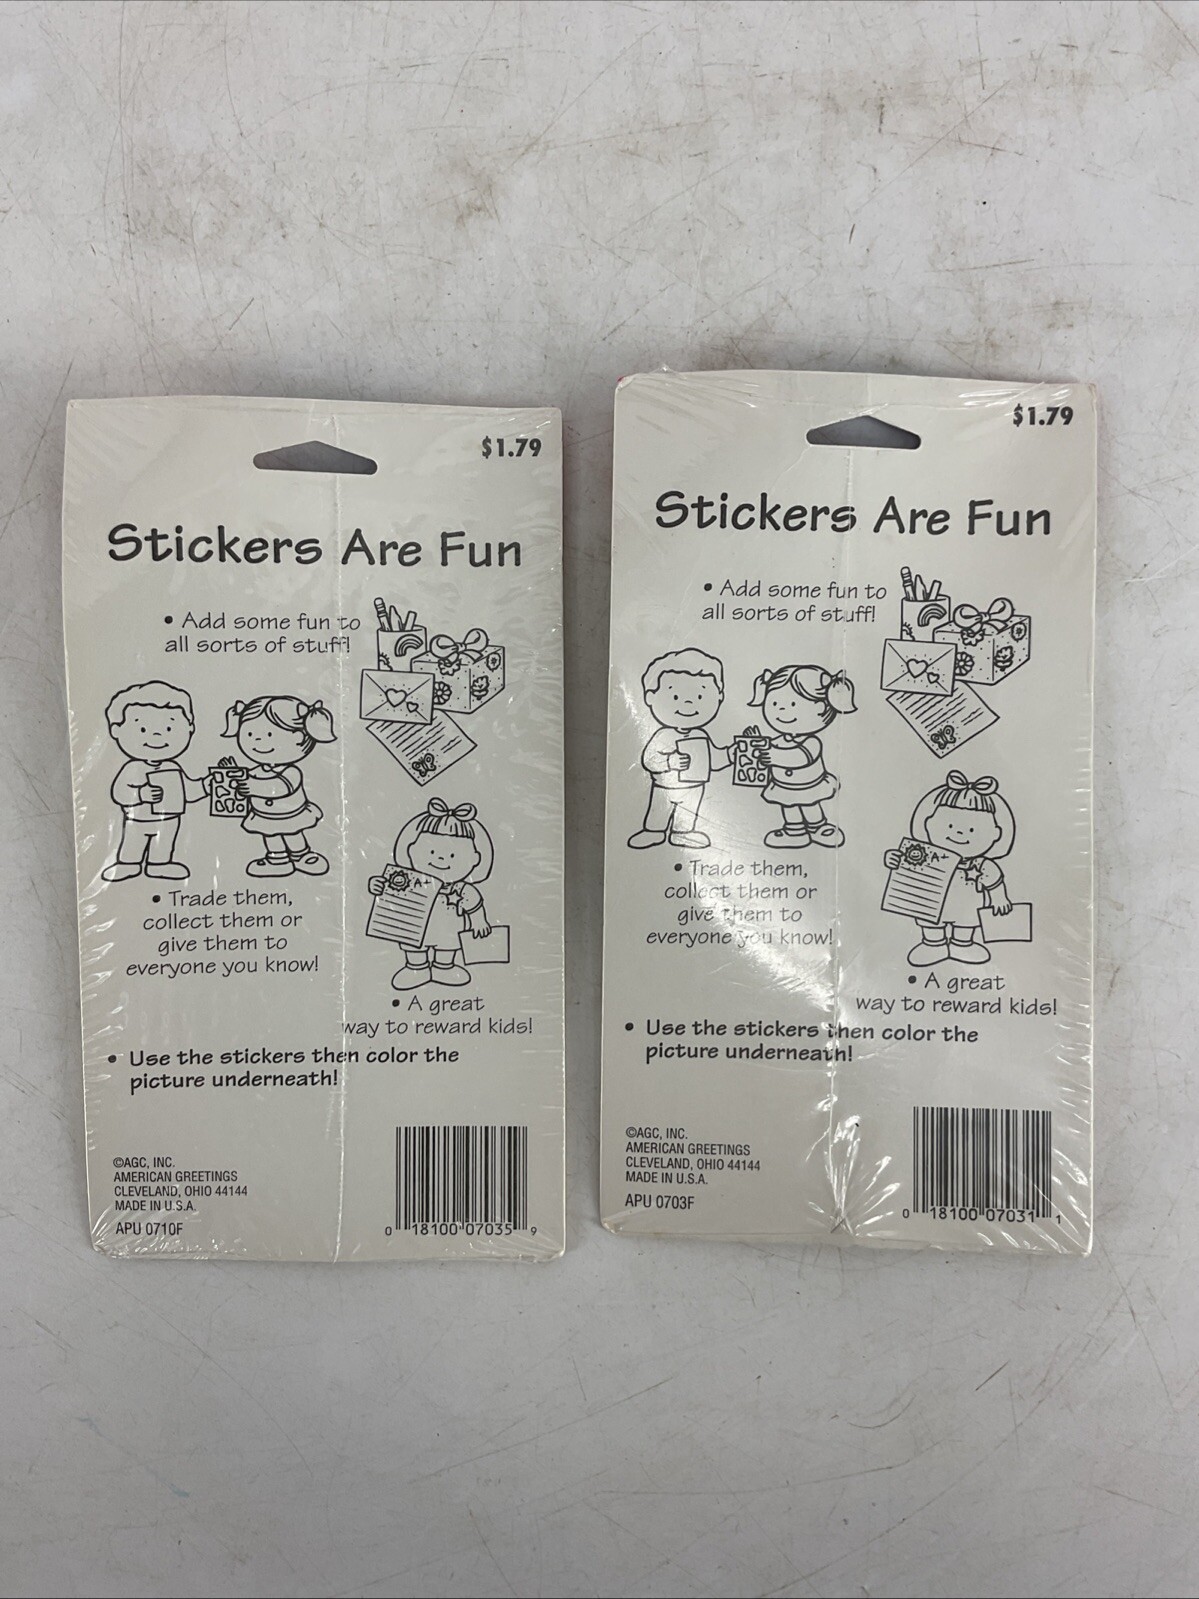 $1.79
Stickers Are Fun
• Add some fun to
all sorts of stuff!
A+
• Trade them,
collect them or
give them to
everyone you know!
• A great
way to reward kids!
• Use the stickers then color the
picture underneath!
©AGC, INC.
AMERICAN GREETINGS
CLEVELAND, OHIO 44144
MADE IN U.S.A.
APU 0710F
0 18100 07035 9
$1.79
Stickers Are Fun
• Add some fun to
all sorts of stuff!
A+
• Trade them,
collect them or
give them to
everyone you know!
• A great
way to reward kids!
• Use the stickers then color the
picture underneath!
©AGC, INC.
AMERICAN GREETINGS
CLEVELAND, OHIO 44144
MADE IN U.S.A.
APU 0703F
0 18100 07031 1